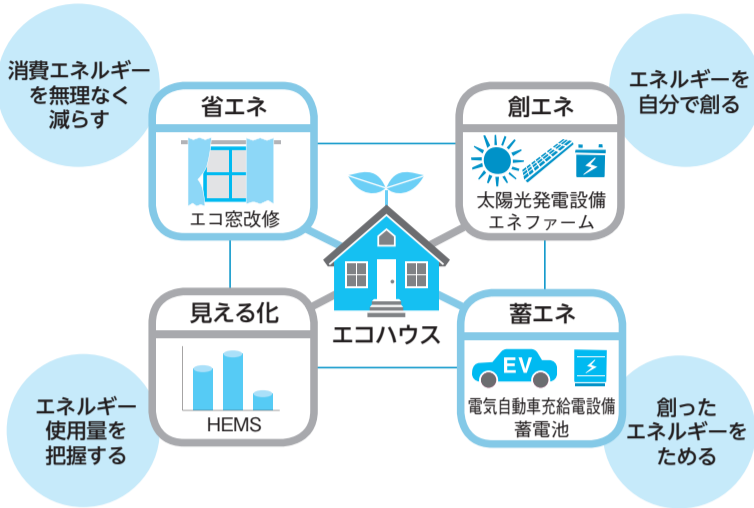 消費エネルギー
を無理なく
減らす
省エネ
エコ窓改修
創エネ
太陽光発電設備
エネファーム
エネルギーを
自分で創る
エコハウス
見える化
HEMS
エネルギー
使用量を
把握する
蓄エネ
EV
電気自動車充給電設備
蓄電池
創った
エネルギーを
ためる